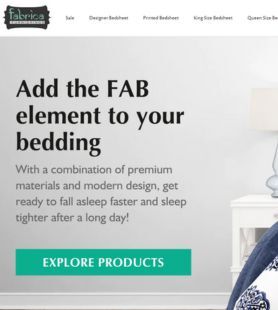 fabrica
Sale Designer Bedsheet Printed Bedsheet King Size Bedsheet Queen Size Be
Add the FAB
element to your
bedding
With a combination of premium
materials and modern design, get
ready to fall asleep faster and sleep
tighter after a long day!
EXPLORE PRODUCTS